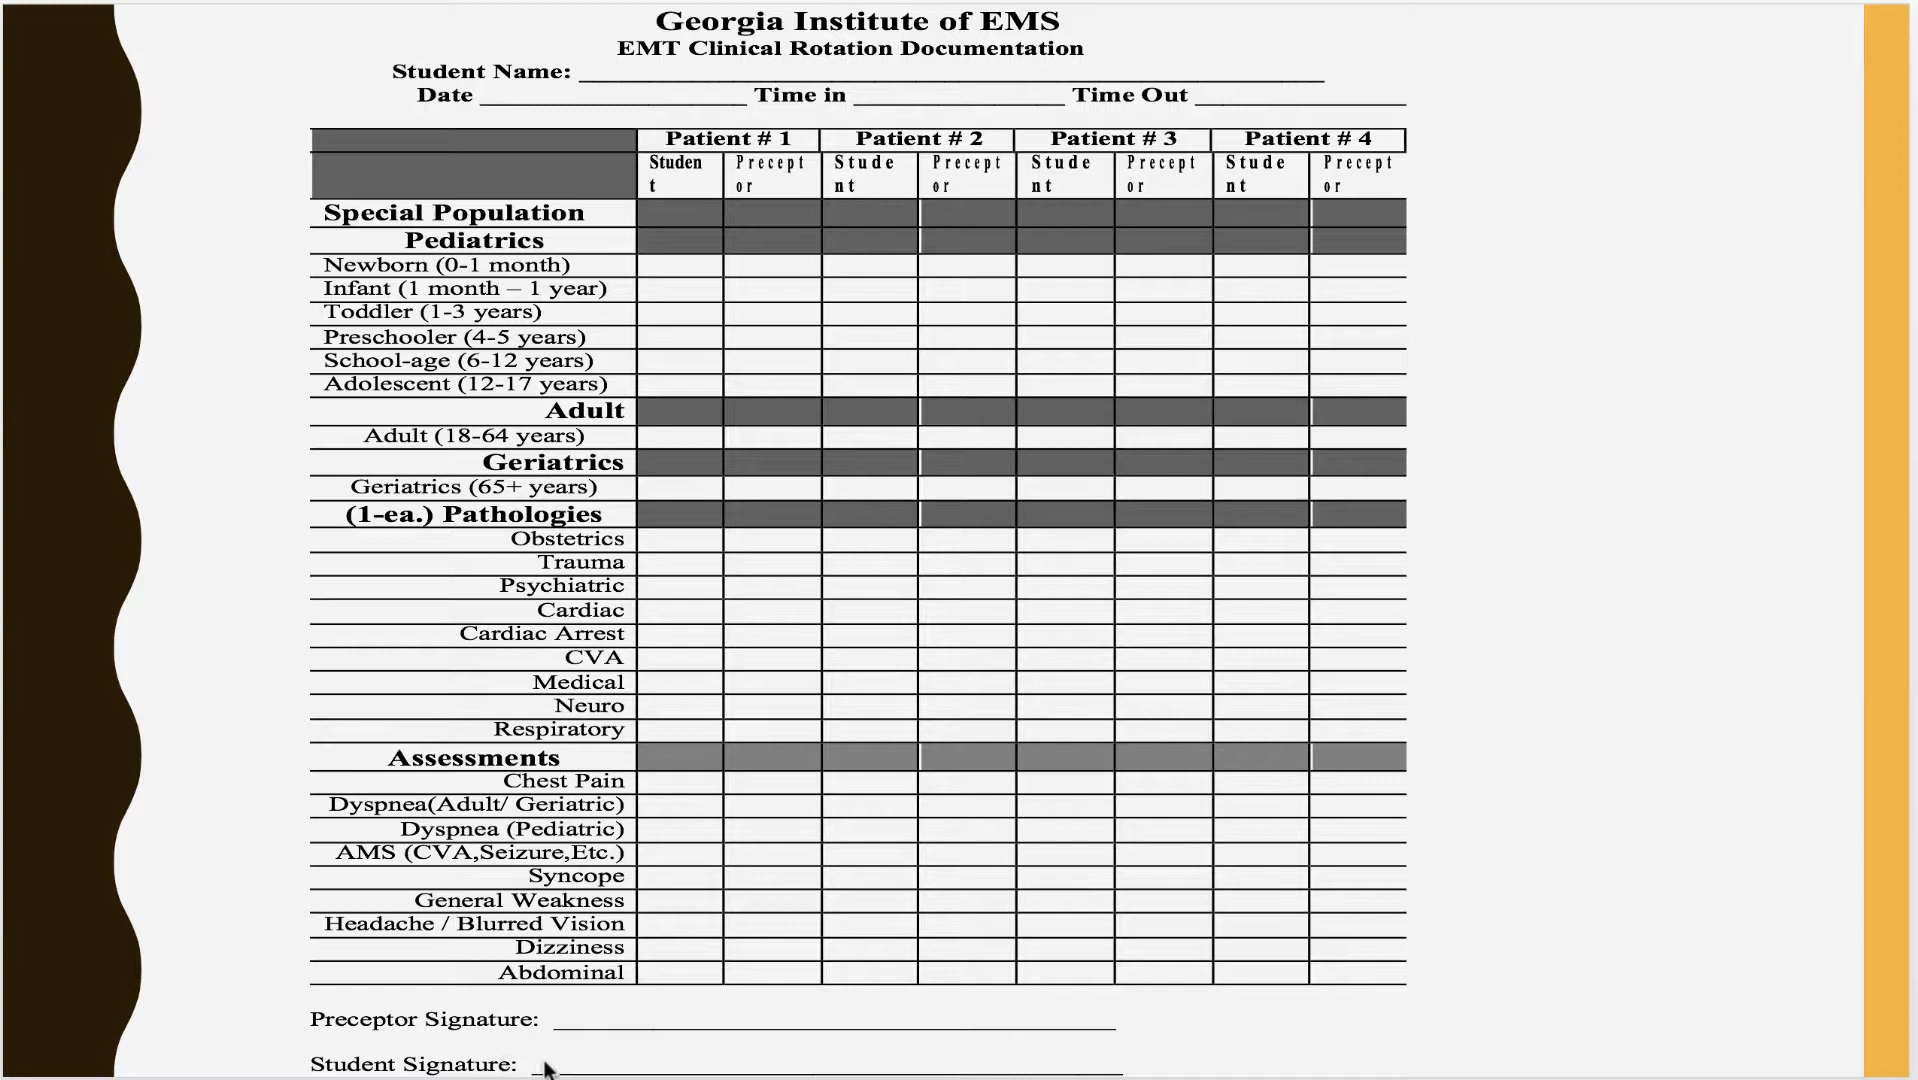 Georgia Institute of EMS
EMT Clinical Rotation Documentation
Student Name:
Date Time in Time Out
Patient # 1 Patient # 2 Patient # 3 Patient # 4
Studen Precept Stude Precept Stude Precept Stude Precept
t or nt or nt or nt or
Special Population
Pediatrics
Newborn (0-1 month)
Infant (1 month – 1 year)
Toddler (1-3 years)
Preschooler (4-5 years)
School-age (6-12 years)
Adolescent (12-17 years)
Adult
Adult (18-64 years)
Geriatrics
Geriatrics (65+ years)
(1-ea.) Pathologies
Obstetrics
Trauma
Psychiatric
Cardiac
Cardiac Arrest
CVA
Medical
Neuro
Respiratory
Assessments
Chest Pain
Dyspnea(Adult/ Geriatric)
Dyspnea (Pediatric)
AMS (CVA,Seizure,Etc.)
Syncope
General Weakness
Headache / Blurred Vision
Dizziness
Abdominal
Preceptor Signature:
Student Signature: